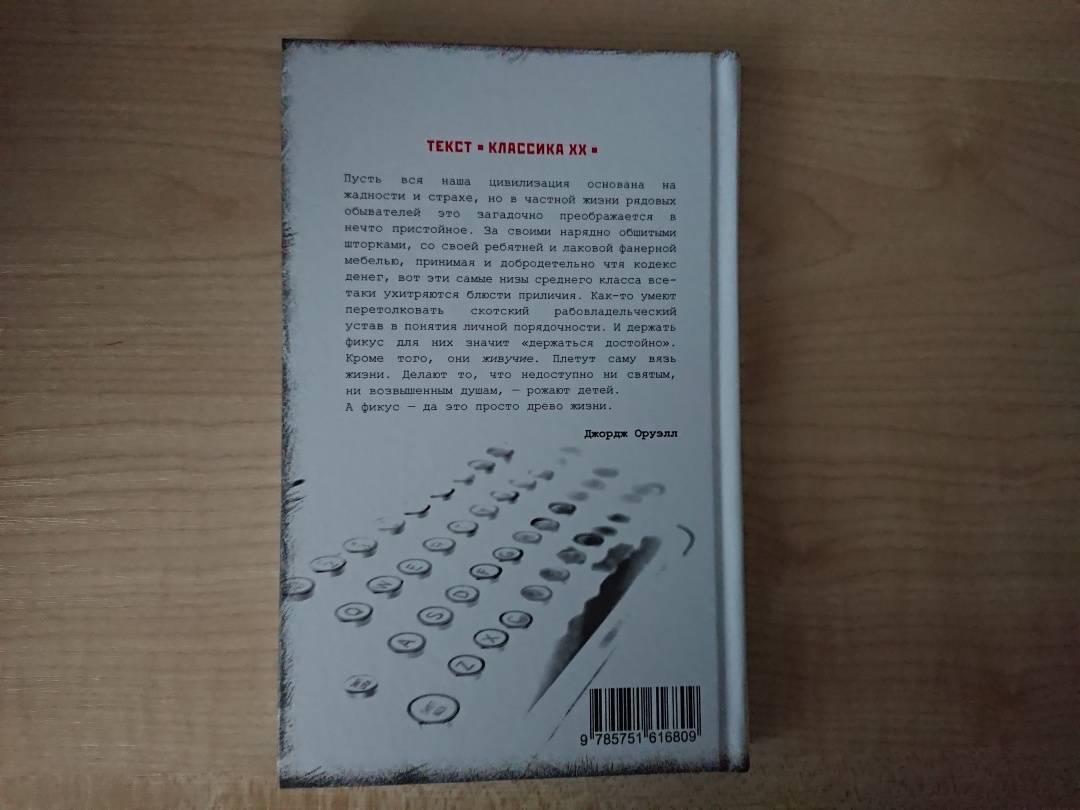 ТЕКСТ ▪ КЛАССИКА XX ▪
Пусть вся наша цивилизация основана на
жадности и страхе, но в частной жизни рядовых
обывателей это загадочно преображается в
нечто пристойное. За своими нарядно обшитыми
шторками, со своей ребятней и лаковой фанерной
мебелью, принимая и добродетельно чтя кодекс
денег, вот эти самые низы среднего класса все-
таки ухитряются блюсти приличия. Как-то умеют
перетолковать скотский рабовладельческий
устав в понятия личной порядочности. И держать
фикус для них значит «держаться достойно».
Кроме того, они живучие. Плетут саму вязь
жизни. Делают то, что недоступно ни святым,
ни возвышенным душам, — рожают детей.
А фикус — да это просто древо жизни.
Джордж Оруэлл
Q W E
A S D F G
Z X C
9 785751 616809